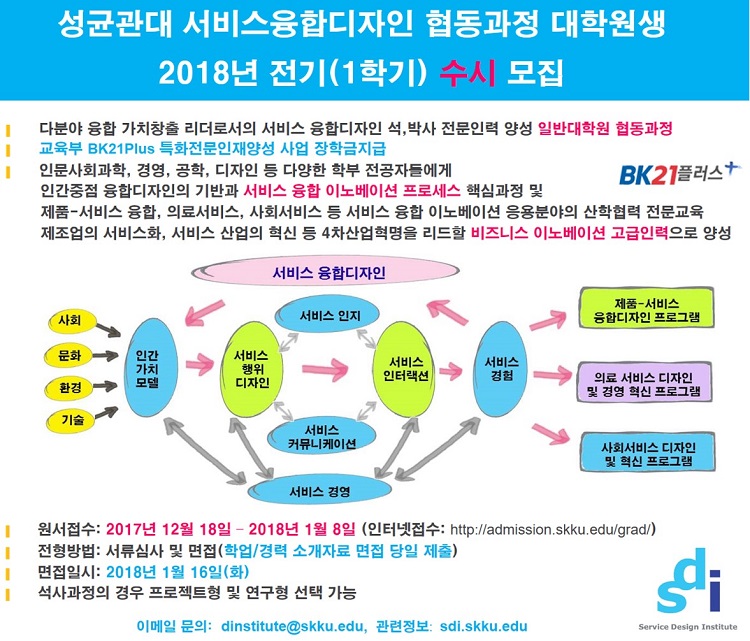 성균관대 서비스융합디자인 협동과정 대학원생
2018년 전기(1학기) 수시 모집
다분야 융합 가치창출 리더로서의 서비스 융합디자인 석,박사 전문인력 양성 일반대학원 협동과정
교육부 BK21Plus 특화전문인재양성 사업 장학금지급
인문사회과학, 경영, 공학, 디자인 등 다양한 학부 전공자들에게
인간중점 융합디자인의 기반과 서비스 융합 이노베이션 프로세스 핵심과정 및
제품-서비스 융합, 의료서비스, 사회서비스 등 서비스 융합 이노베이션 응용분야의 산학협력 전문교육
제조업의 서비스화, 서비스 산업의 혁신 등 4차산업혁명을 리드할 비즈니스 이노베이션 고급인력으로 양성
BK21플러스+
서비스 융합디자인
사회
문화
환경
기술
인간
가치
모델
서비스
행위
디자인
서비스 인지
서비스
커뮤니케이션
서비스
인터랙션
서비스
경험
서비스 경영
제품-서비스
융합디자인 프로그램
의료 서비스 디자인
및 경영 혁신 프로그램
사회서비스 디자인
및 혁신 프로그램
원서접수: 2017년 12월 18일 – 2018년 1월 8일 (인터넷접수: http://admission.skku.edu/grad/)
전형방법: 서류심사 및 면접(학업/경력 소개자료 면접 당일 제출)
면접일시: 2018년 1월 16일(화)
석사과정의 경우 프로젝트형 및 연구형 선택 가능
이메일 문의: dinstitute@skku.edu, 관련정보: sdi.skku.edu
sdi
Service Design Institute